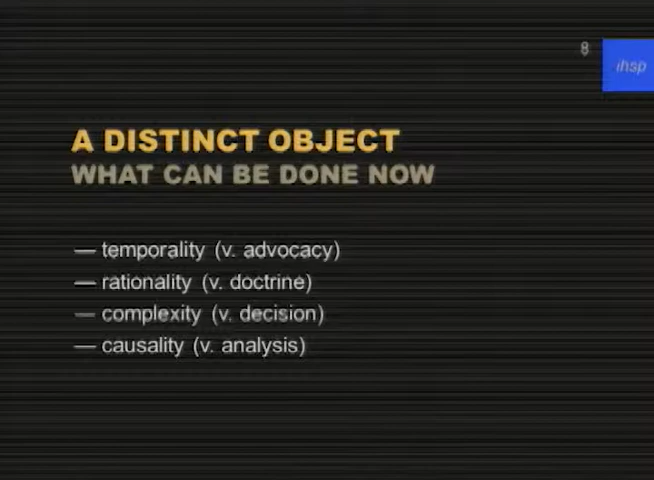 8
ihsp
A DISTINCT OBJECT
WHAT CAN BE DONE NOW
— temporality (v. advocacy)
— rationality (v. doctrine)
— complexity (v. decision)
— causality (v. analysis)